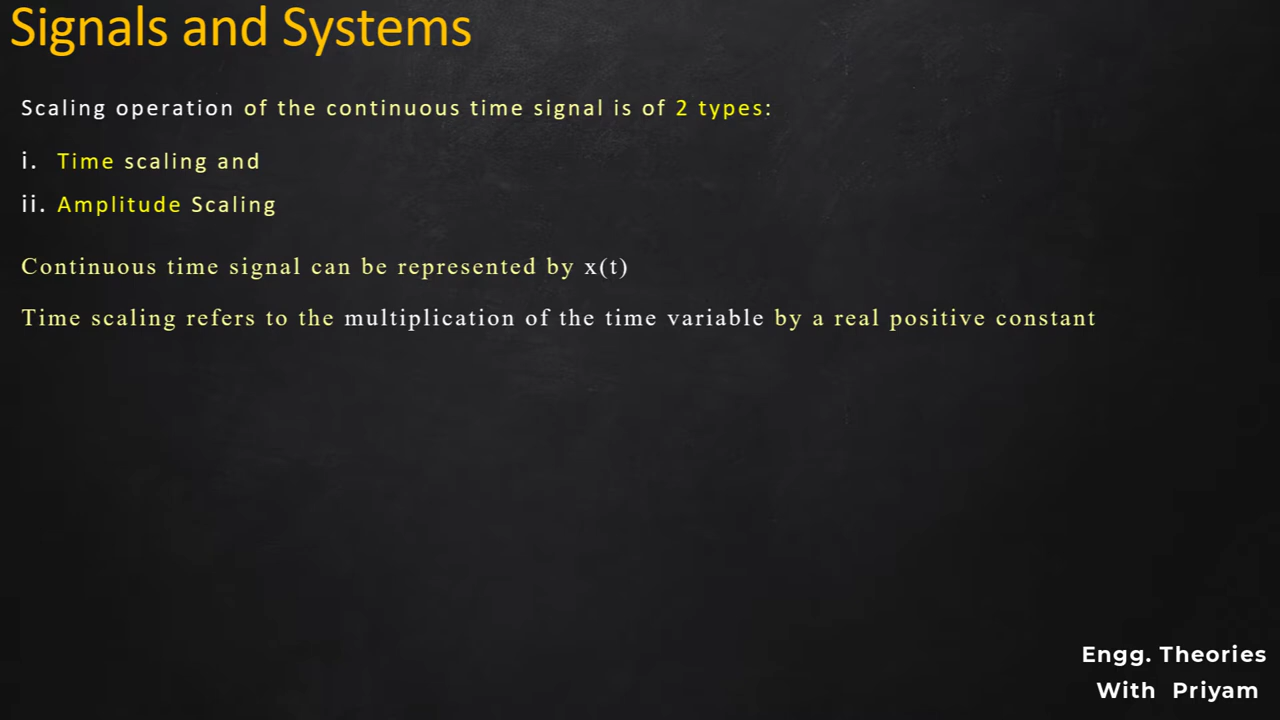 Signals and Systems
Scaling operation of the continuous time signal is of 2 types:
i. Time scaling and
ii. Amplitude Scaling
Continuous time signal can be represented by x(t)
Time scaling refers to the multiplication of the time variable by a real positive constant
Engg. Theories
With Priyam